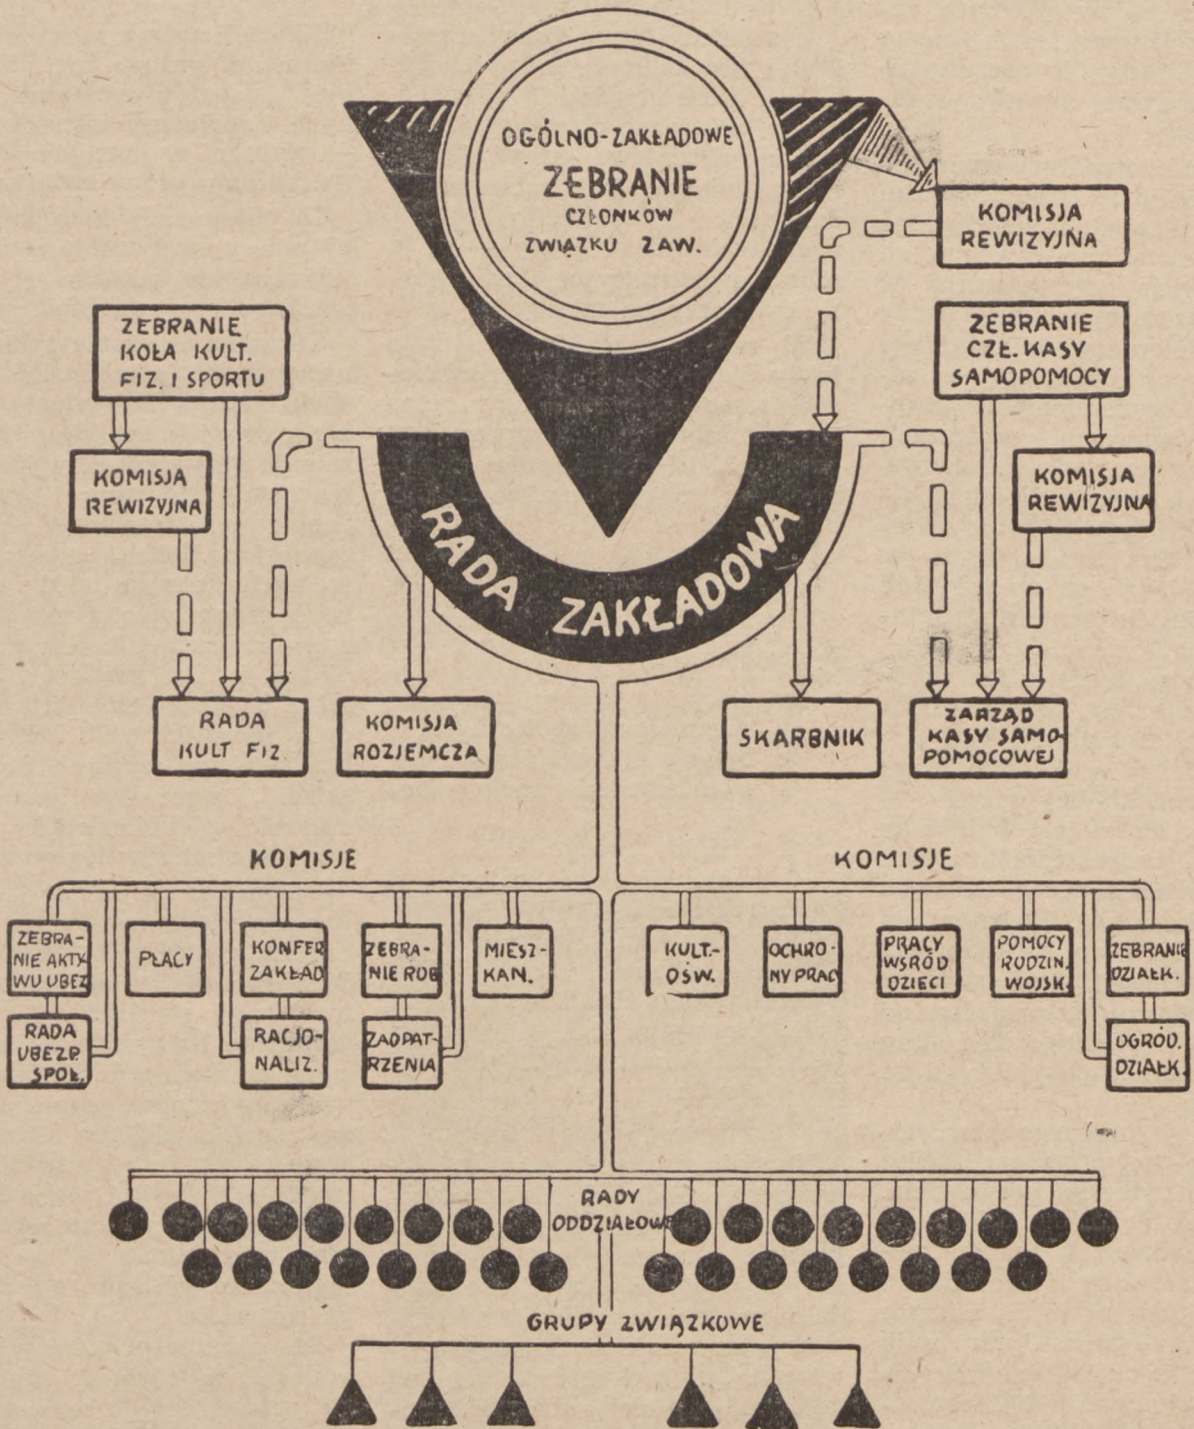 OGÓLNO-ZAKŁADOWE
ZEBRANIE
CZŁONKÓW
ZWIĄZKU ZAW.
KOMISJA
REWIZYJNA
ZEBRANIE
KOŁA KULT.
FIZ. I SPORTU
ZEBRANIE
CZŁ. KASY
SAMOPOMOCY
KOMISJA
REWIZYJNA
KOMISJA
REWIZYJNA
RADA ZAKŁADOWA
RADA
KULT FIZ.
KOMISJA
ROZJEMCZA
SKARBNIK
ZARZĄD
KASY SAMO-
POMOCOWEJ
KOMISJE
KOMISJE
ZEBRA-
NIE AKTY-
WU UBEZ
PŁACY
KONFER
ZAKŁAD
ZEBRA-
NIE ROB
MIESZ-
KAN.
KULT.-
OŚW.
OCHRO-
NY PRAC
PRACY
WŚRÓD
DZIECI
POMOCY
RODZIN.
WOJSK.
ZEBRANIE
DZIAŁK.
RADA
UBEZP.
SPOŁ.
RACJO-
NALIZ.
ZAOPAT-
RZENIA
OGRÓD.
DZIAŁK.
RADY
ODDZIAŁOWE
GRUPY ZWIĄZKOWE